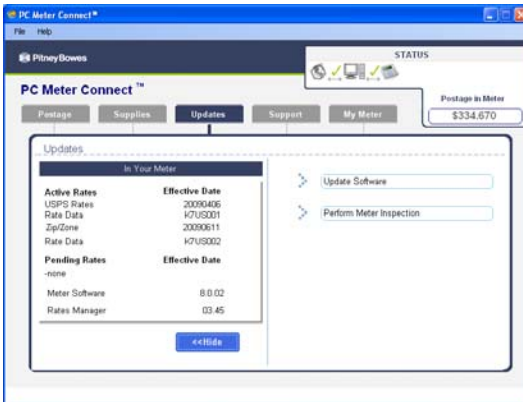 PC Meter Connect®
File Help
PitneyBowes
STATUS
PC Meter Connect ™
Postage in Meter
$334.670
Postage Supplies Updates Support My Meter
Updates
In Your Meter
Active Rates Effective Date
USPS Rates 20090406
Rate Data K7US001
Zip/Zone 20090611
Rate Data K7US002
Pending Rates Effective Date
-none
Meter Software 8.0.02
Rates Manager 03.45
<<Hide
Update Software
Perform Meter Inspection